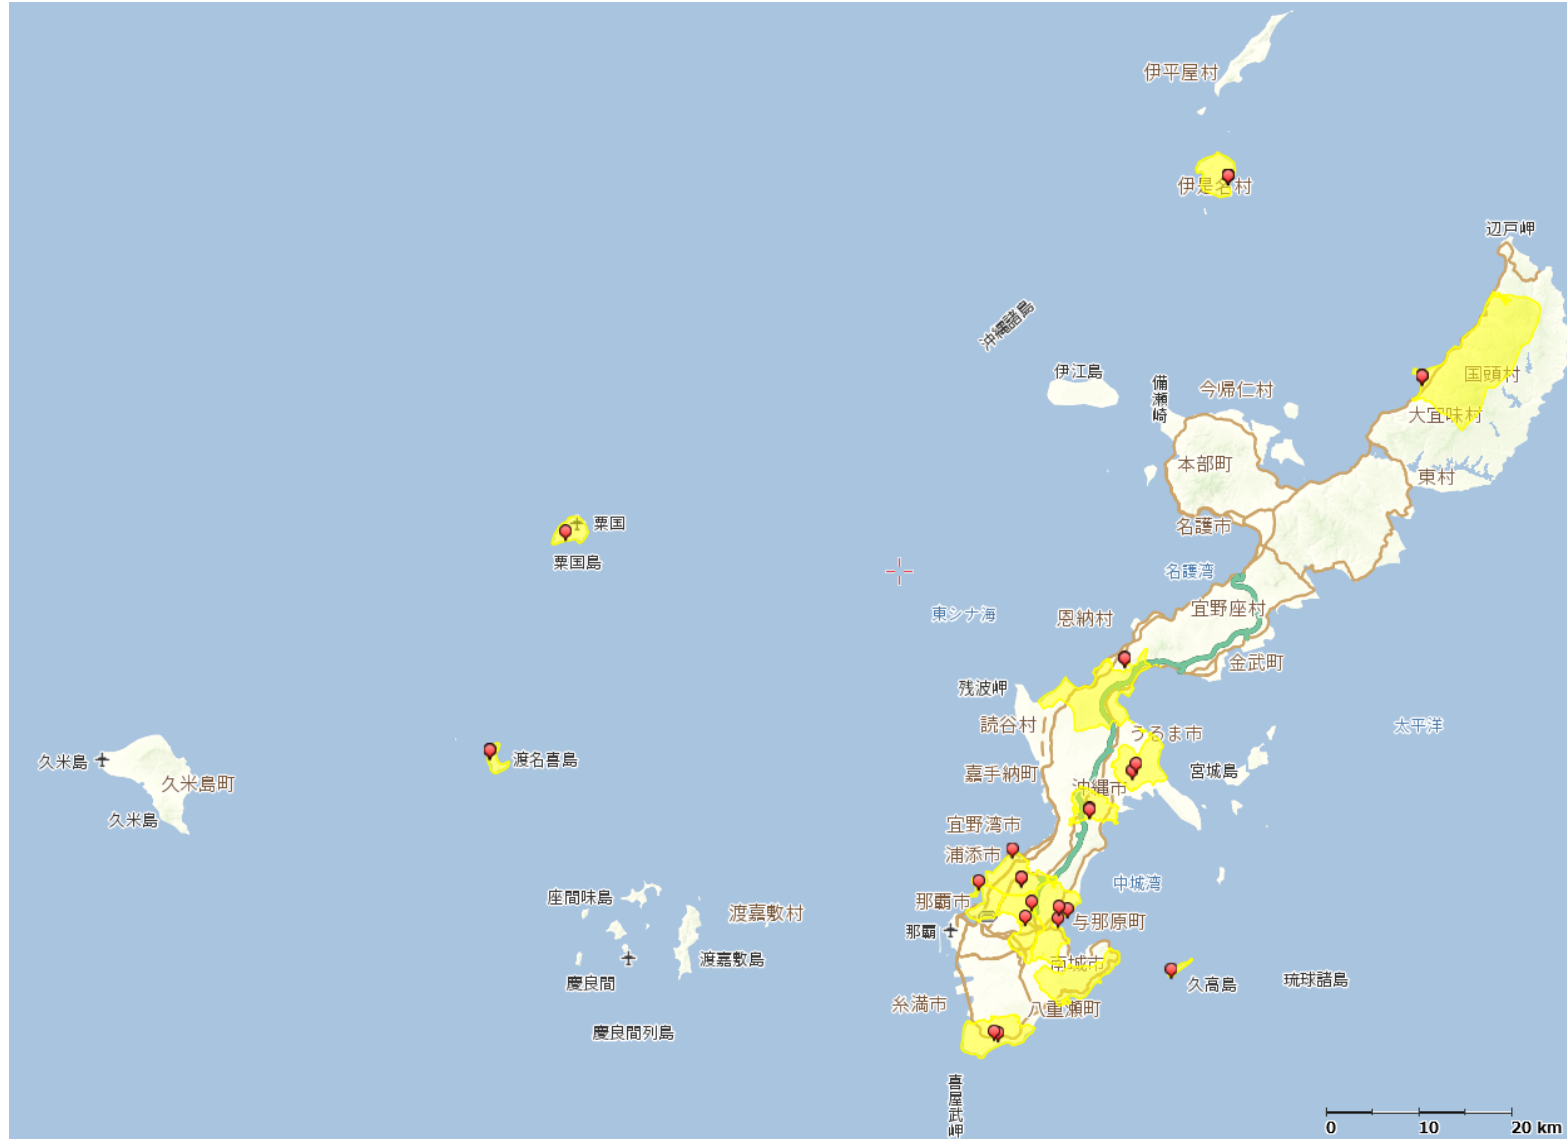 伊平屋村
伊是名村
辺戸岬
沖縄諸島
伊江島
備瀬崎
今帰仁村
国頭村
大宜味村
本部町
東村
粟国
名護市
粟国島
名護湾
東シナ海
恩納村
宜野座村
金武町
残波岬
読谷村
うるま市
太平洋
久米島
久米島町
渡名喜島
嘉手納町
宮城島
沖縄市
久米島
宜野湾市
浦添市
中城湾
座間味島
那覇市
渡嘉敷村
与那原町
那覇
渡嘉敷島
南城市
慶良間
久高島
琉球諸島
糸満市
八重瀬町
慶良間列島
喜屋武岬
0 10 20 km